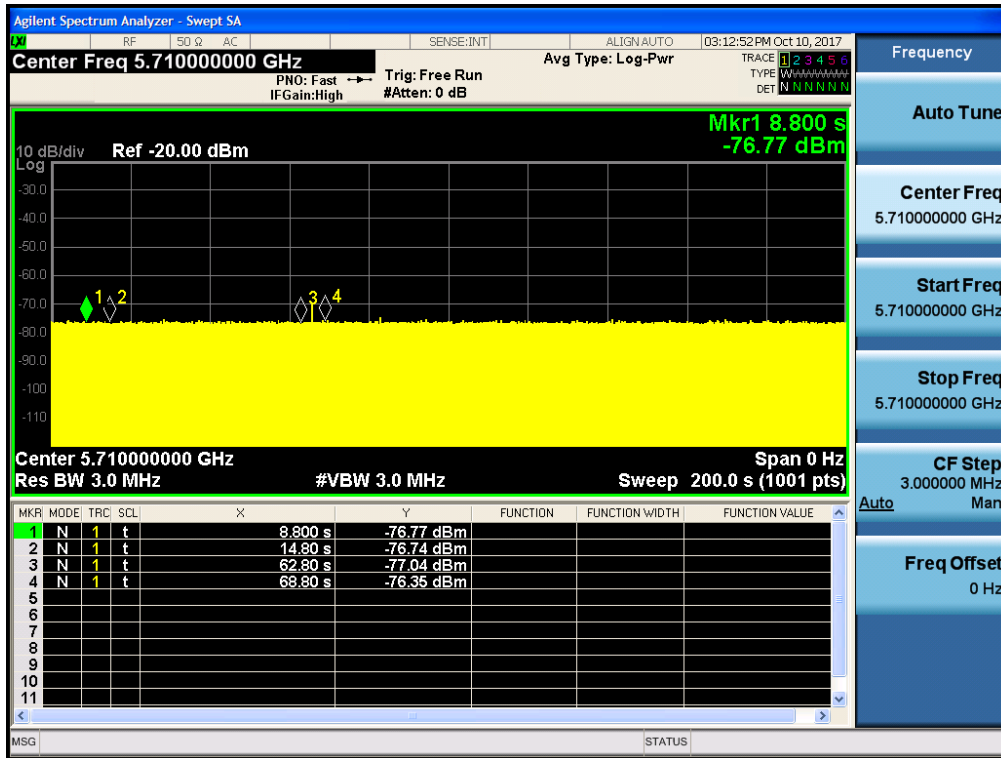 Agilent Spectrum Analyzer - Swept SA
LXI RF 50 Ω AC SENSE:INT ALIGN AUTO 03:12:52 PM Oct 10, 2017
Center Freq 5.710000000 GHz
PNO: Fast
IFGain:High
Trig: Free Run
#Atten: 0 dB
Avg Type: Log-Pwr
TRACE 1 2 3 4 5 6
TYPE W
DET N N N N N N
Mkr1 8.800 s
-76.77 dBm
10 dB/div Ref -20.00 dBm
Log
-30.0
-40.0
-50.0
-60.0
-70.0
-80.0
-90.0
-100
-110
1 2 3 4
Center 5.710000000 GHz Span 0 Hz
Res BW 3.0 MHz #VBW 3.0 MHz Sweep 200.0 s (1001 pts)
MKR MODE TRC SCL X Y FUNCTION FUNCTION WIDTH FUNCTION VALUE
1 N 1 t 8.800 s -76.77 dBm
2 N 1 t 14.80 s -76.74 dBm
3 N 1 t 62.80 s -77.04 dBm
4 N 1 t 68.80 s -76.35 dBm
5
6
7
8
9
10
11
MSG STATUS
Frequency
Auto Tune
Center Freq
5.710000000 GHz
Start Freq
5.710000000 GHz
Stop Freq
5.710000000 GHz
CF Step
3.000000 MHz
Auto Man
Freq Offset
0 Hz